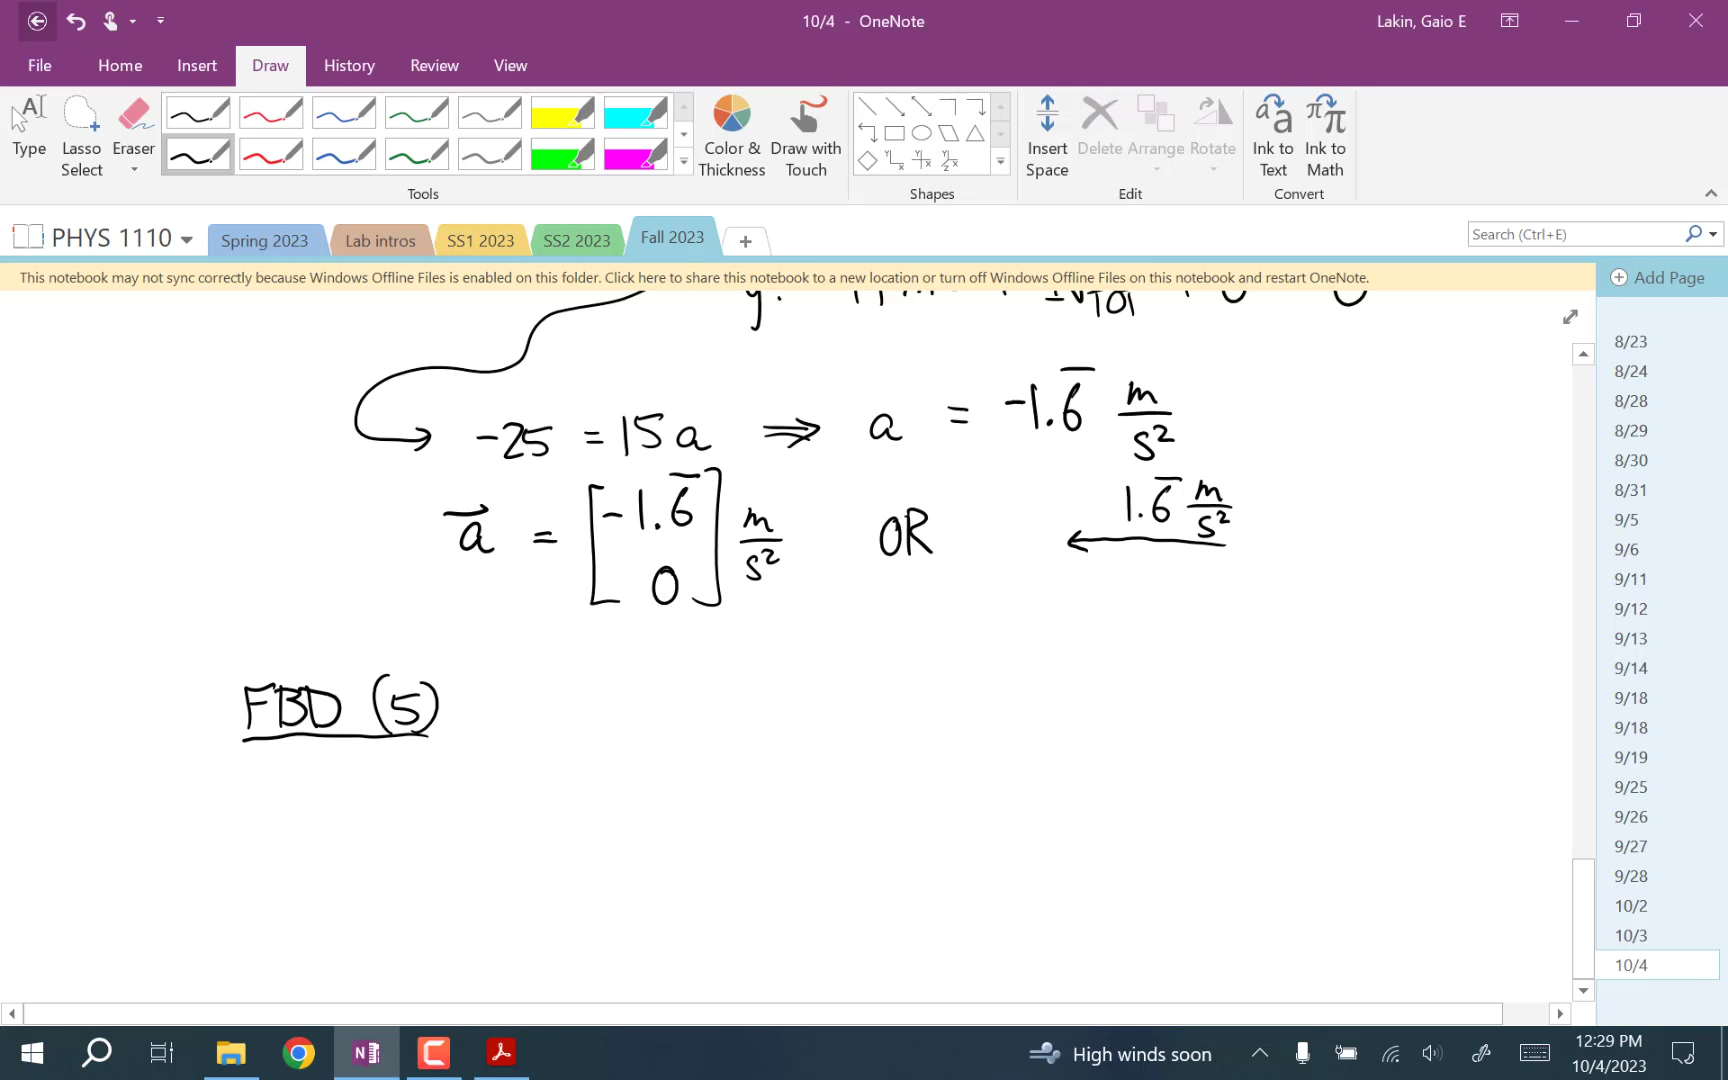 10/4 - OneNote
Lakin, Gaio E
File Home Insert Draw History Review View
Type
Lasso Select
Eraser
Color & Thickness
Draw with Touch
Insert Space
Delete
Arrange
Rotate
Ink to Text
Ink to Math
Tools
Shapes
Edit
Convert
PHYS 1110
Spring 2023
Lab intros
SS1 2023
SS2 2023
Fall 2023
Search (Ctrl+E)
This notebook may not sync correctly because Windows Offline Files is enabled on this folder. Click here to share this notebook to a new location or turn off Windows Offline Files on this notebook and restart OneNote.
Add Page
-25 = 15a ⇒ a = -1.6̅ m/s²
a⃗ = [-1.6̅ 0] m/s² OR 1.6̅ m/s²
FBD (5)
8/23
8/24
8/28
8/29
8/30
8/31
9/5
9/6
9/11
9/12
9/13
9/14
9/18
9/18
9/19
9/25
9/26
9/27
9/28
10/2
10/3
10/4
High winds soon
12:29 PM
10/4/2023